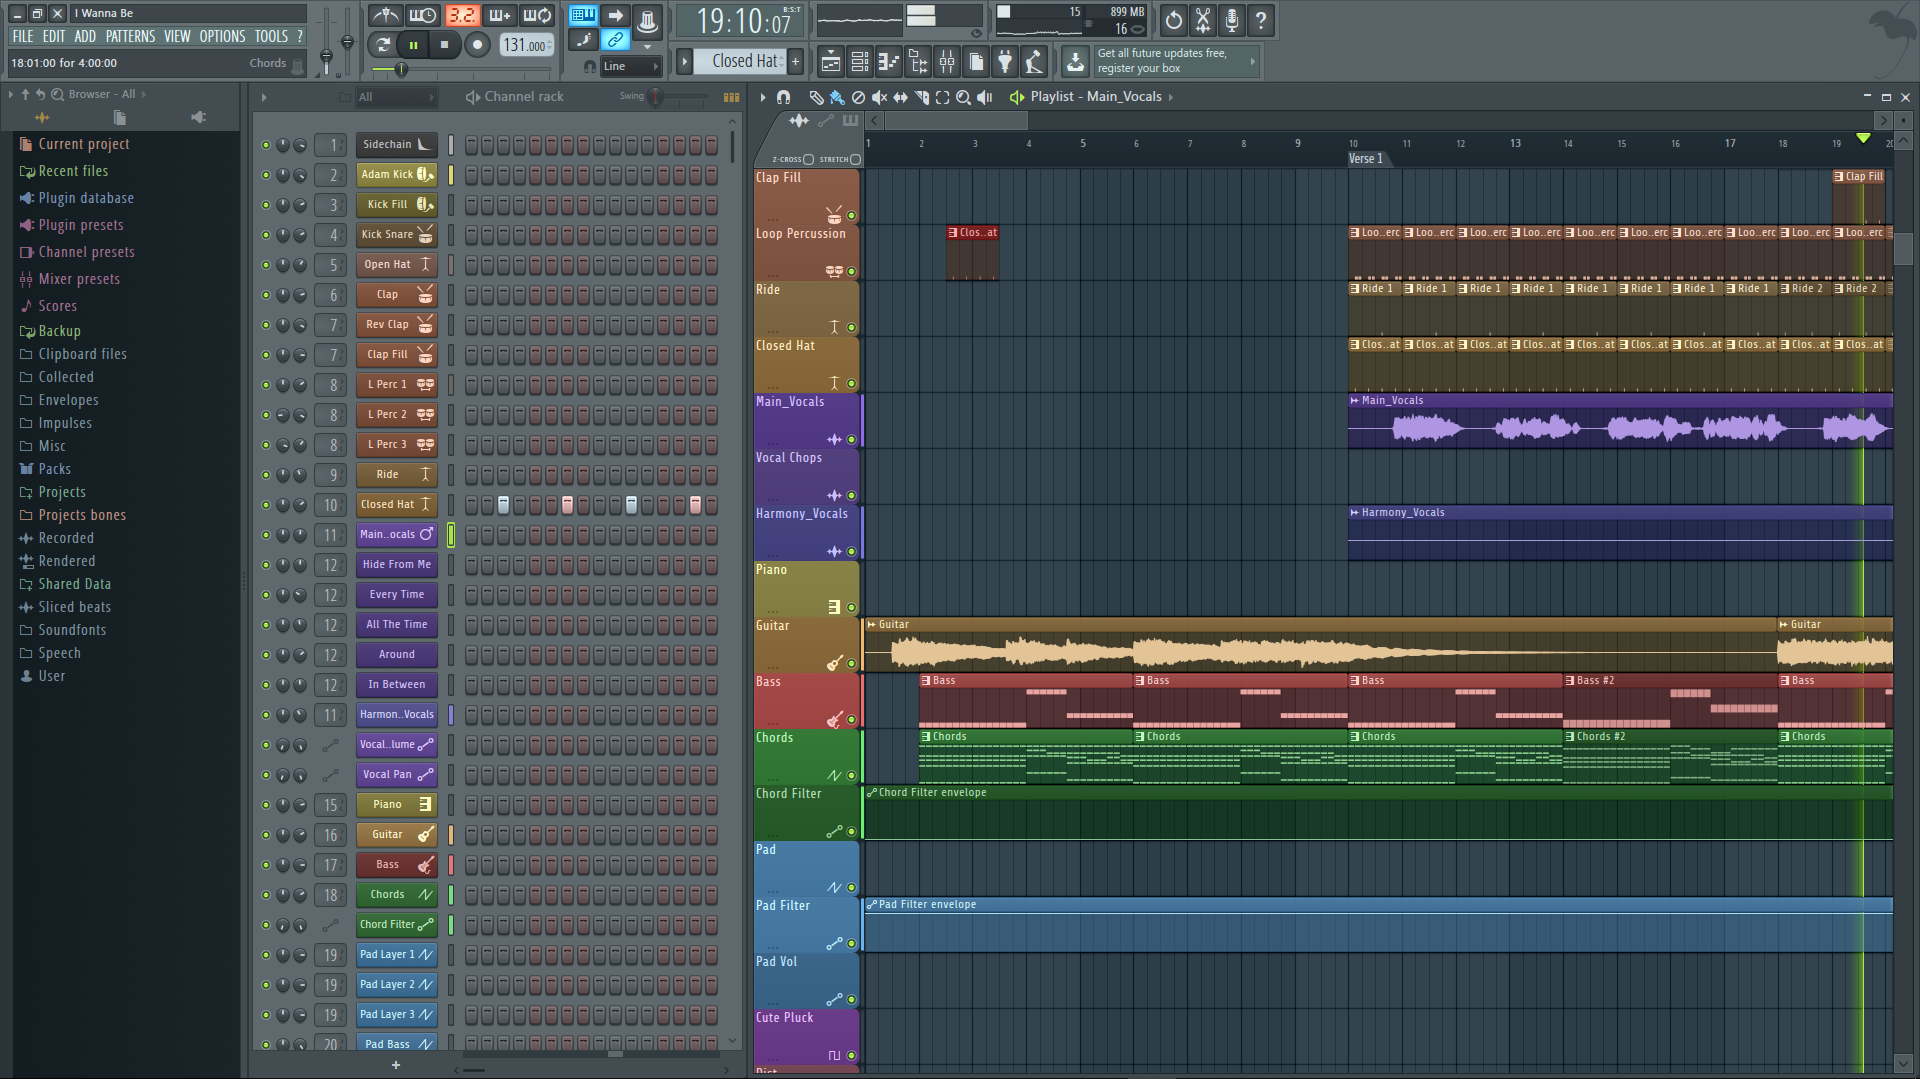 I Wanna Be
FILE EDIT ADD PATTERNS VIEW OPTIONS TOOLS ?
18:01:00 for 4:00:00 Chords
3.2.
131.000
Line
19:10:07
B:S:T
Closed Hat
15 899 MB
16
Get all future updates free,
register your box
Browser - All
Current project
Recent files
Plugin database
Plugin presets
Channel presets
Mixer presets
Scores
Backup
Clipboard files
Collected
Envelopes
Impulses
Misc
Packs
Projects
Projects bones
Recorded
Rendered
Shared Data
Sliced beats
Soundfonts
Speech
User
All
Channel rack
Swing
1 Sidechain
2 Adam Kick
3 Kick Fill
4 Kick Snare
5 Open Hat
6 Clap
7 Rev Clap
7 Clap Fill
8 L Perc 1
8 L Perc 2
8 L Perc 3
9 Ride
10 Closed Hat
11 Main..ocals
12 Hide From Me
12 Every Time
12 All The Time
12 Around
12 In Between
11 Harmon..Vocals
Vocal..lume
Vocal Pan
15 Piano
16 Guitar
17 Bass
18 Chords
Chord Filter
19 Pad Layer 1
19 Pad Layer 2
19 Pad Layer 3
20 Pad Bass
+
Playlist - Main_Vocals
Z-CROSS STRETCH
1 2 3 4 5 6 7 8 9 10 11 12 13 14 15 16 17 18 19 20
Verse 1
Clap Fill
Clap Fill
Loop Percussion
Clos..at
Loo..erc Loo..erc Loo..erc Loo..erc Loo..erc Loo..erc Loo..erc Loo..erc Loo..erc Loo..erc
Ride
Ride 1 Ride 1 Ride 1 Ride 1 Ride 1 Ride 1 Ride 1 Ride 1 Ride 2 Ride 2
Closed Hat
Clos..at Clos..at Clos..at Clos..at Clos..at Clos..at Clos..at Clos..at Clos..at Clos..at
Main_Vocals
Main_Vocals
Vocal Chops
Harmony_Vocals
Harmony_Vocals
Piano
Guitar
Guitar Guitar
Bass
Bass Bass Bass Bass #2 Bass
Chords
Chords Chords Chords Chords #2 Chords
Chord Filter
Chord Filter envelope
Pad
Pad Filter
Pad Filter envelope
Pad Vol
Cute Pluck